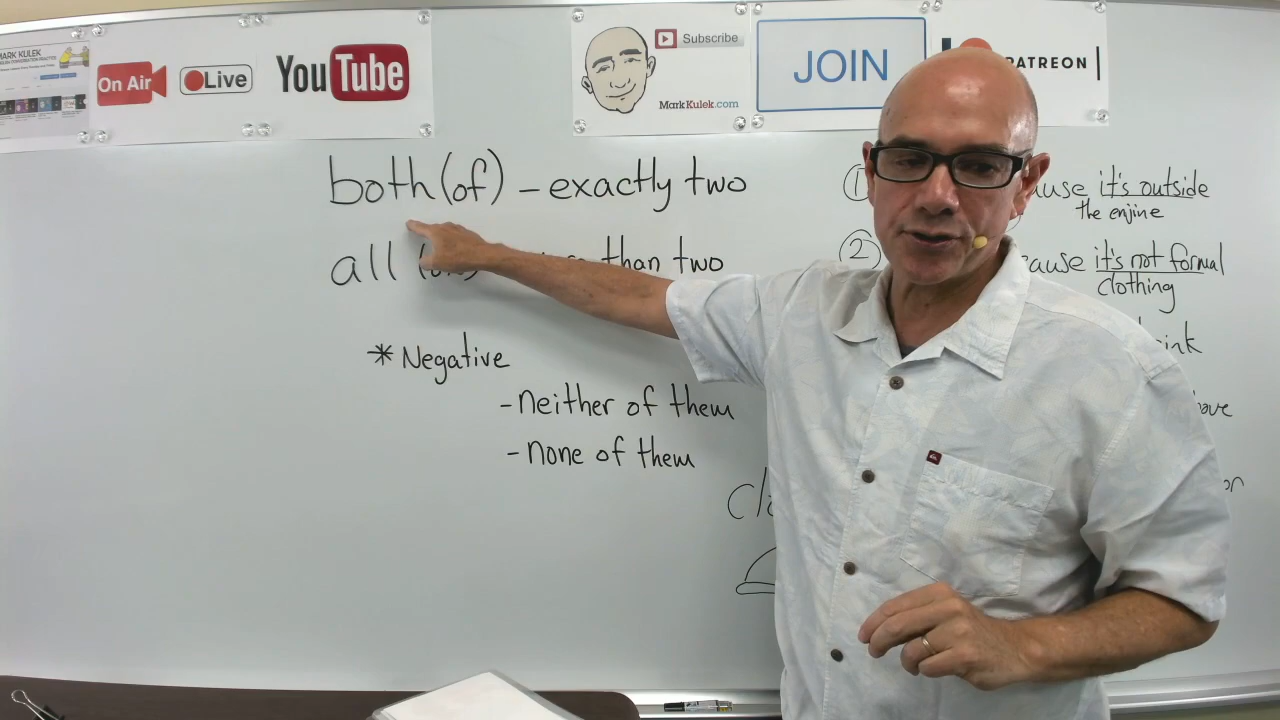 MARK KULEK
On Air
Live
YouTube
Subscribe
MarkKulek.com
JOIN
PATREON
both (of) – exactly two
all than two
* Negative
- neither of them
- none of them
1
it's outside
the enjine
2
it's not formal
clothing